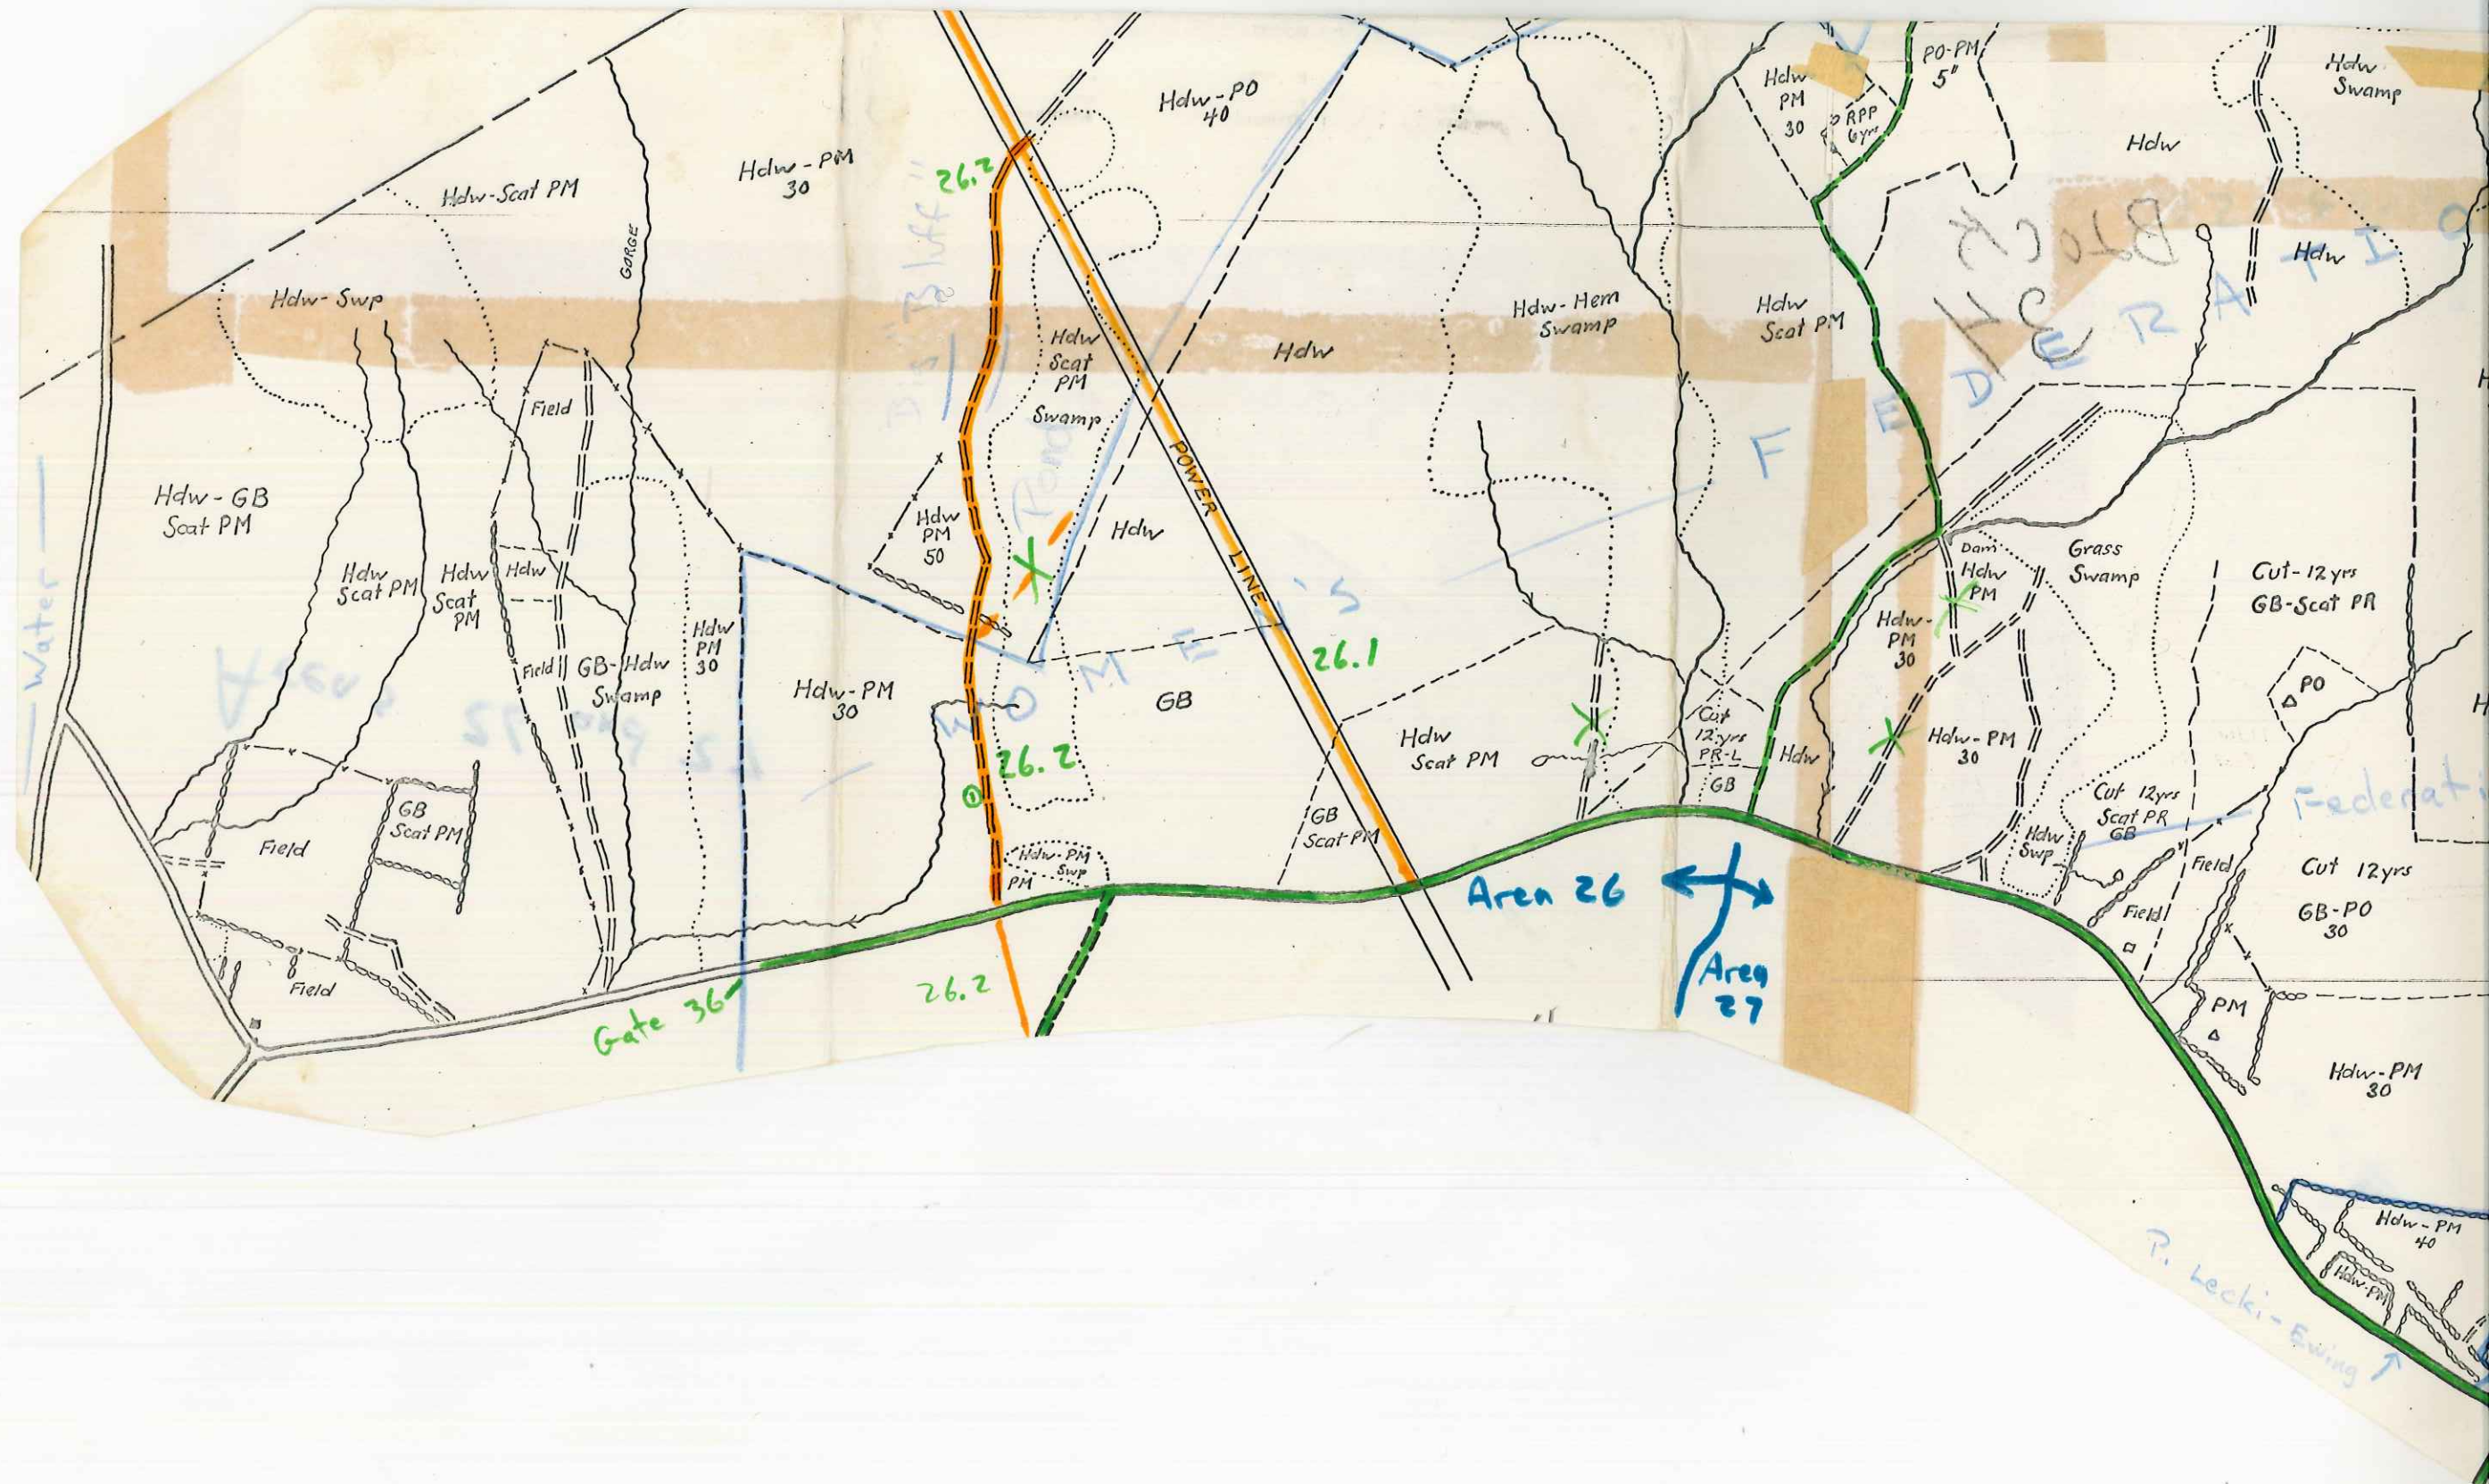 Hdw-PO
40
Hdw
PM
30
RPP
6yrs
PO-PM
5"
Hdw
Swamp
Hdw
Hdw-Scat PM
Hdw-PM
30
26.2
GORGE
Hdw-Swp
Hdw
Scat
PM
Swamp
Hdw
Hdw-Hem
Swamp
Hdw
Scat PM
Block
Hdw
F E D E R A T I O
Field
POWER LINE
Hdw-GB
Scat PM
Hdw
PM
50
Pond
Hdw
Dam
Hdw
PM
Grass
Swamp
Cut-12yrs
GB-Scat PR
Water
Hdw
Scat PM
Hdw
Scat
PM
Hdw
Hdw
PM
30
Field
GB-Hdw
Swamp
26.1
W O M E N 'S
Hdw-
PM
30
PO
Areas
Hdw-PM
30
GB
Hdw
Scat PM
Cut
12 yrs
PR-L
GB
Hdw
Hdw-PM
30
26.2
1
GB
Scat PM
Field
GB
Scat PM
Cut 12yrs
Scat PR
GB
Hdw
Swp
Hdw-PM
Swp
PM
Field
Cut 12yrs
GB-PO
30
Area 26
Area
27
Field
Field
26.2
Gate 36
PM
Hdw-PM
30
Hdw-PM
40
Hdw-PM
P. Lecki-Ewing